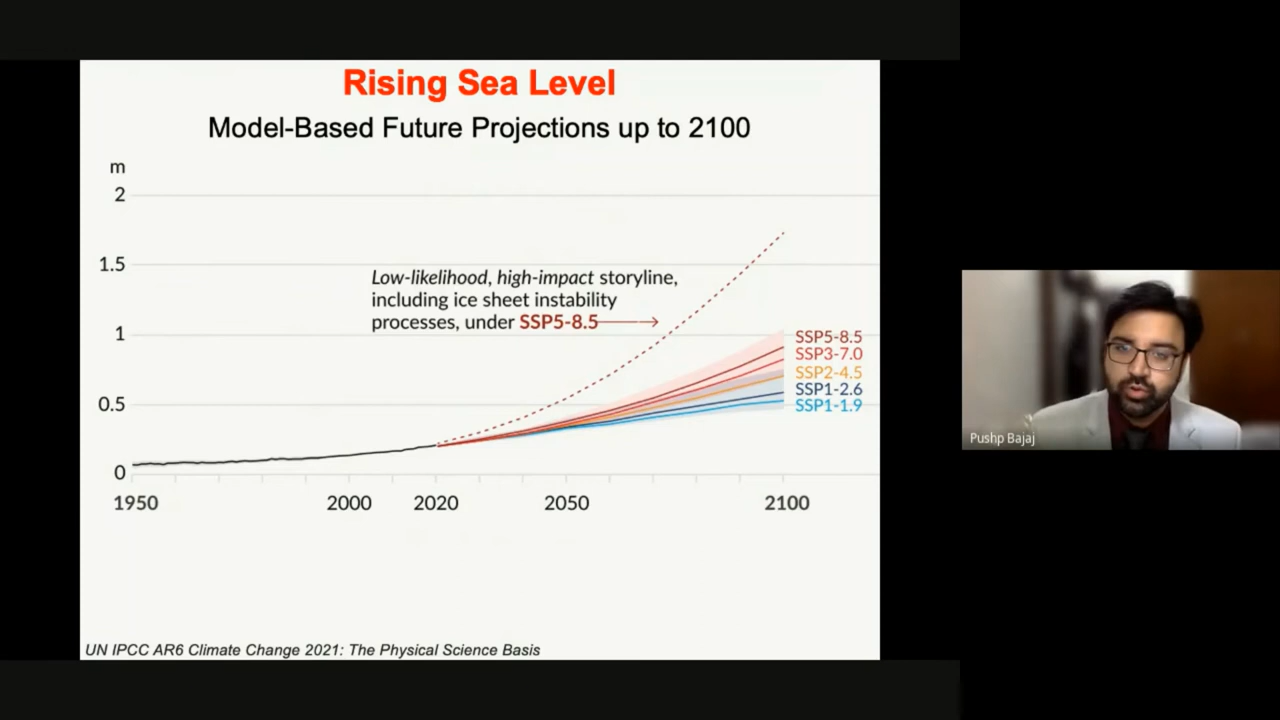 Rising Sea Level
Model-Based Future Projections up to 2100
m
2
1.5
1
0.5
0
Low-likelihood, high-impact storyline,
including ice sheet instability
processes, under SSP5-8.5
SSP5-8.5
SSP3-7.0
SSP2-4.5
SSP1-2.6
SSP1-1.9
1950 2000 2020 2050 2100
UN IPCC AR6 Climate Change 2021: The Physical Science Basis
Pushp Bajaj